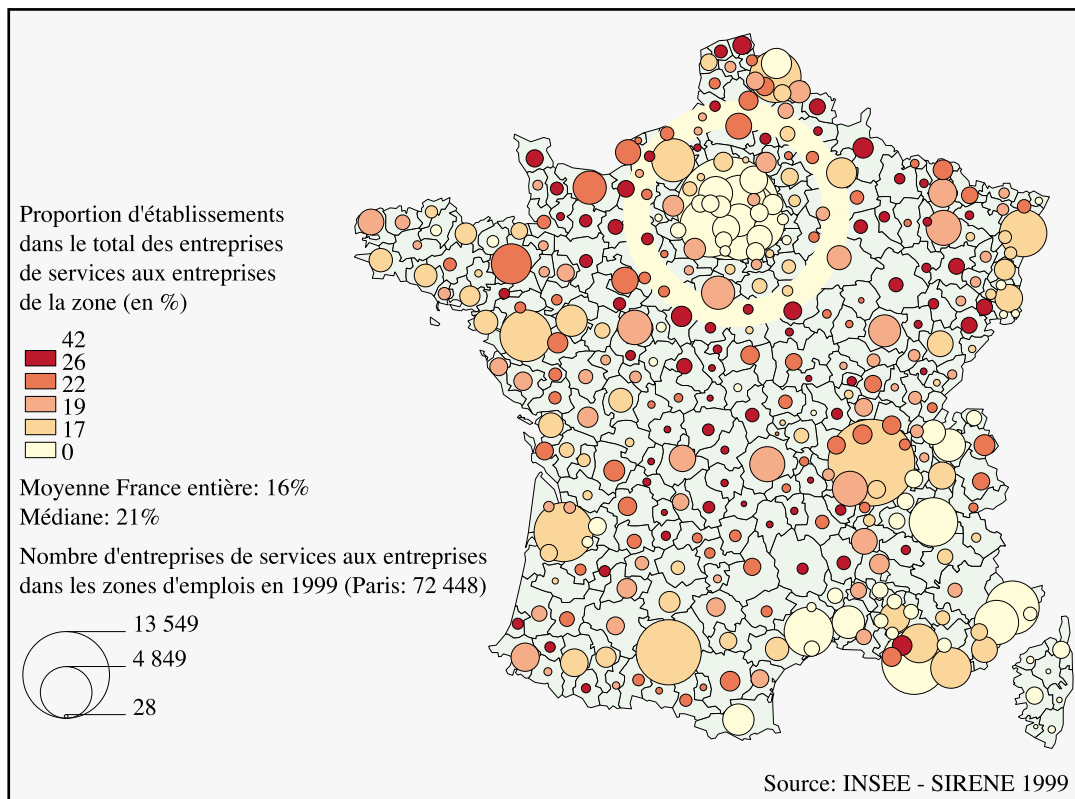 Proportion d'établissements
dans le total des entreprises
de services aux entreprises
de la zone (en %)
42
26
22
19
17
0
Moyenne France entière: 16%
Médiane: 21%
Nombre d'entreprises de services aux entreprises
dans les zones d'emplois en 1999 (Paris: 72 448)
13 549
4 849
28
Source: INSEE - SIRENE 1999